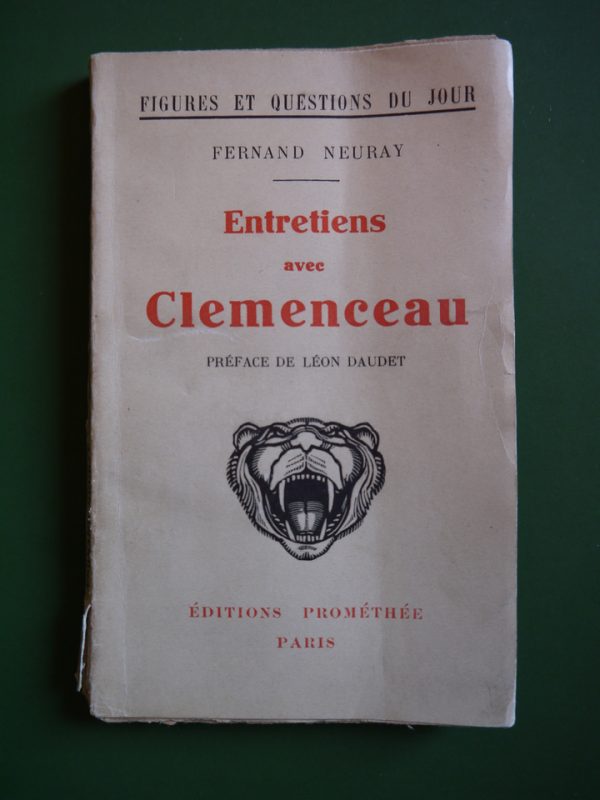 FIGURES ET QUESTIONS DU JOUR
FERNAND NEURAY
Entretiens
avec
Clemenceau
PRÉFACE DE LÉON DAUDET
ÉDITIONS PROMÉTHÉE
PARIS